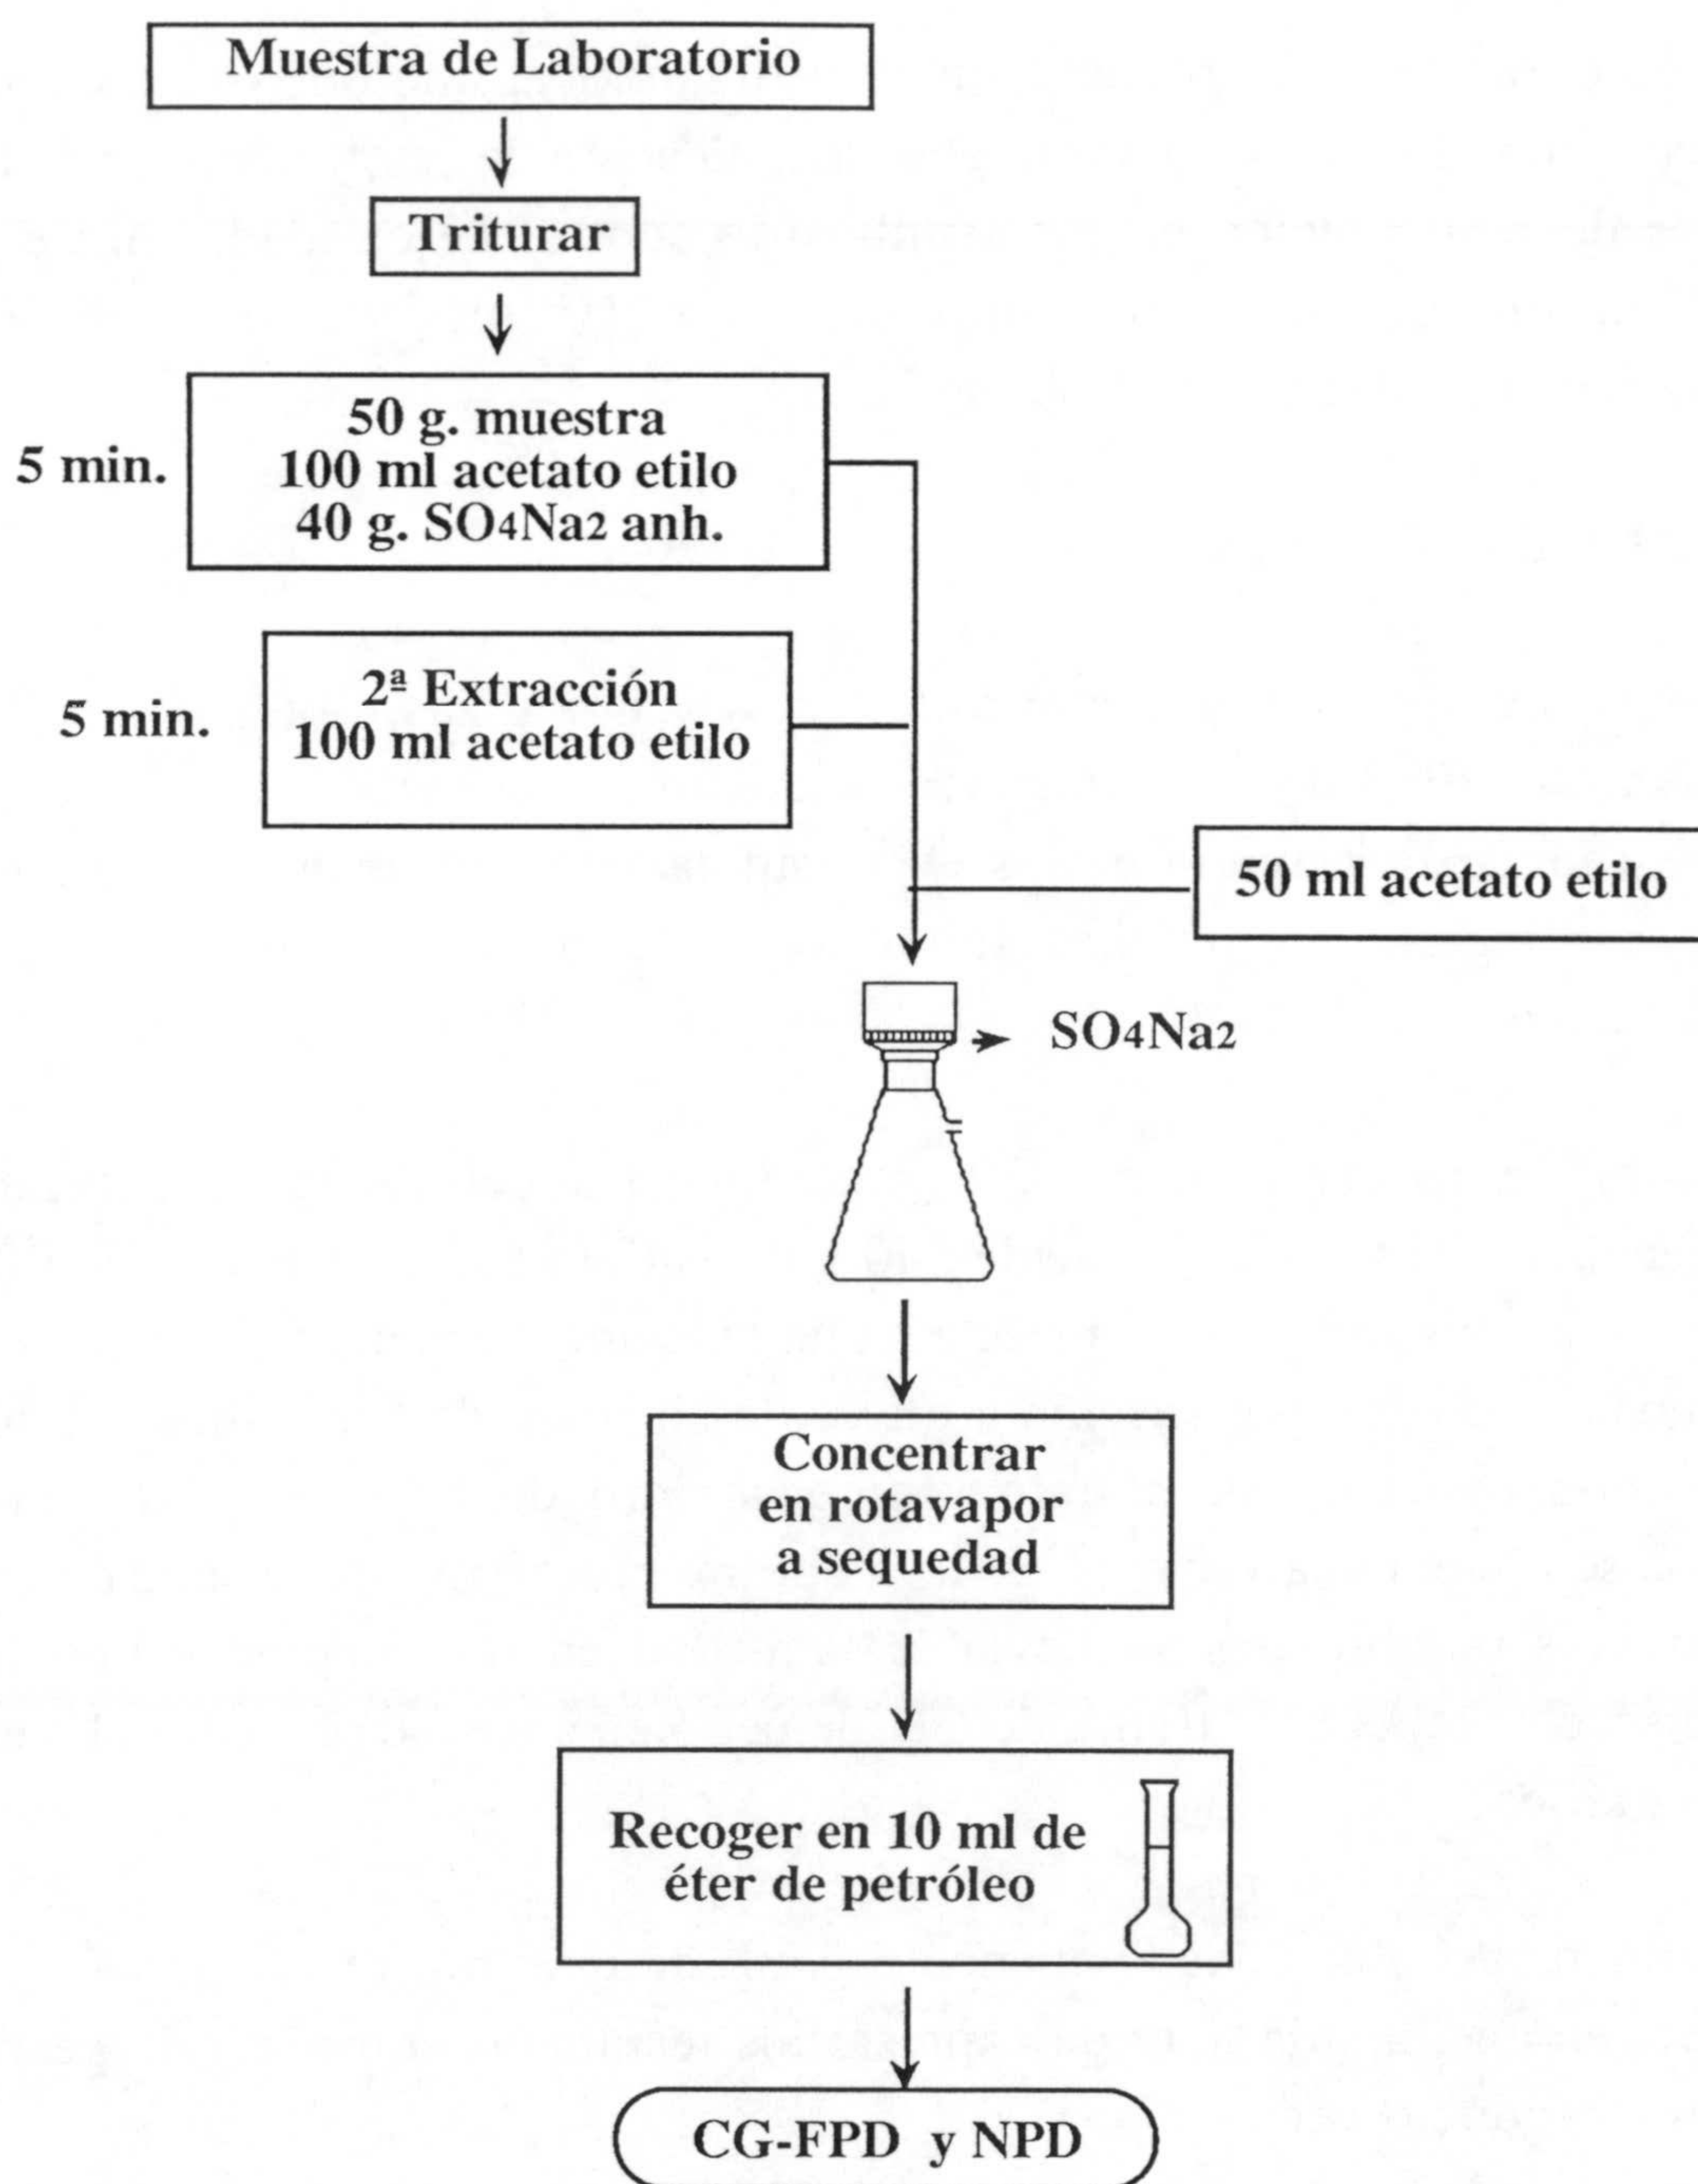 Muestra de Laboratorio
Triturar
5 min.
50 g. muestra
100 ml acetato etilo
40 g. SO4Na2 anh.
5 min.
2ª Extracción
100 ml acetato etilo
50 ml acetato etilo
SO4Na2
Concentrar
en rotavapor
a sequedad
Recoger en 10 ml de
éter de petróleo
CG-FPD y NPD